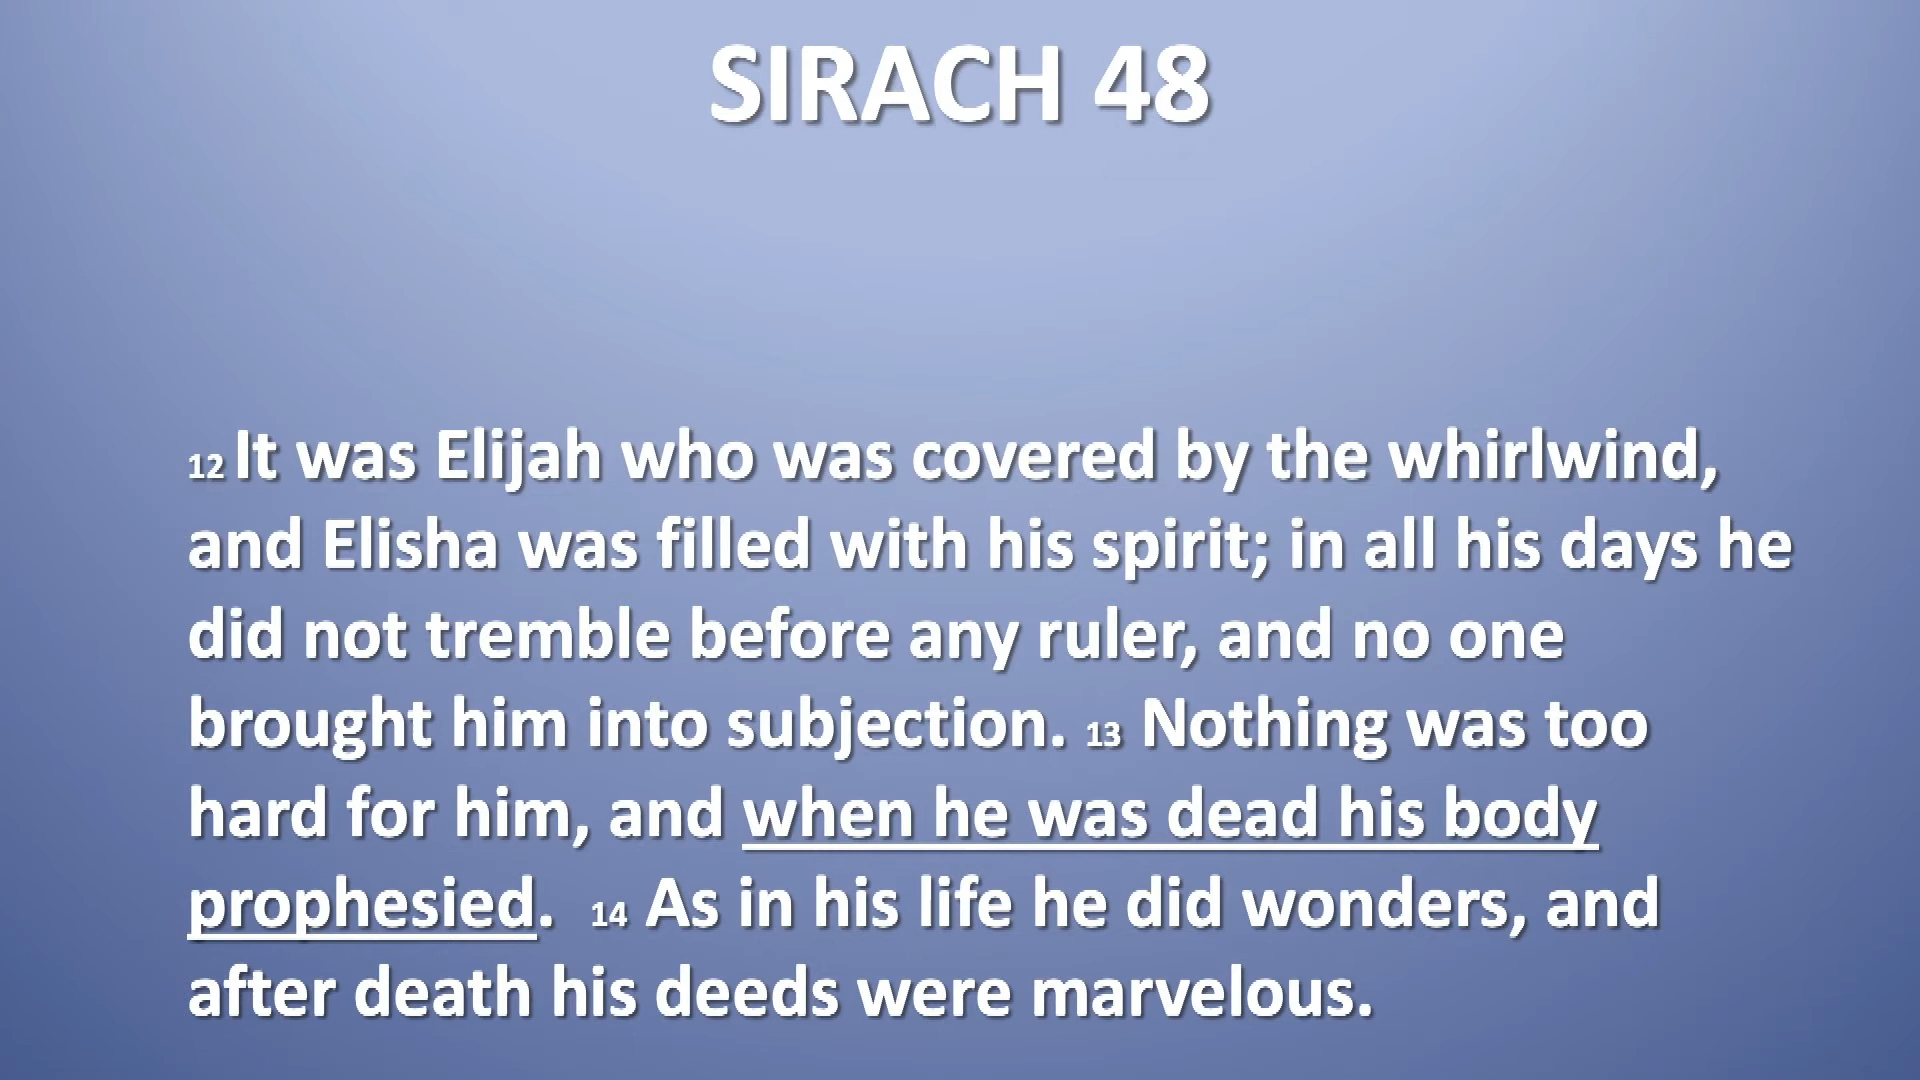 SIRACH 48
12 It was Elijah who was covered by the whirlwind,
and Elisha was filled with his spirit; in all his days he
did not tremble before any ruler, and no one
brought him into subjection. 13 Nothing was too
hard for him, and when he was dead his body
prophesied. 14 As in his life he did wonders, and
after death his deeds were marvelous.